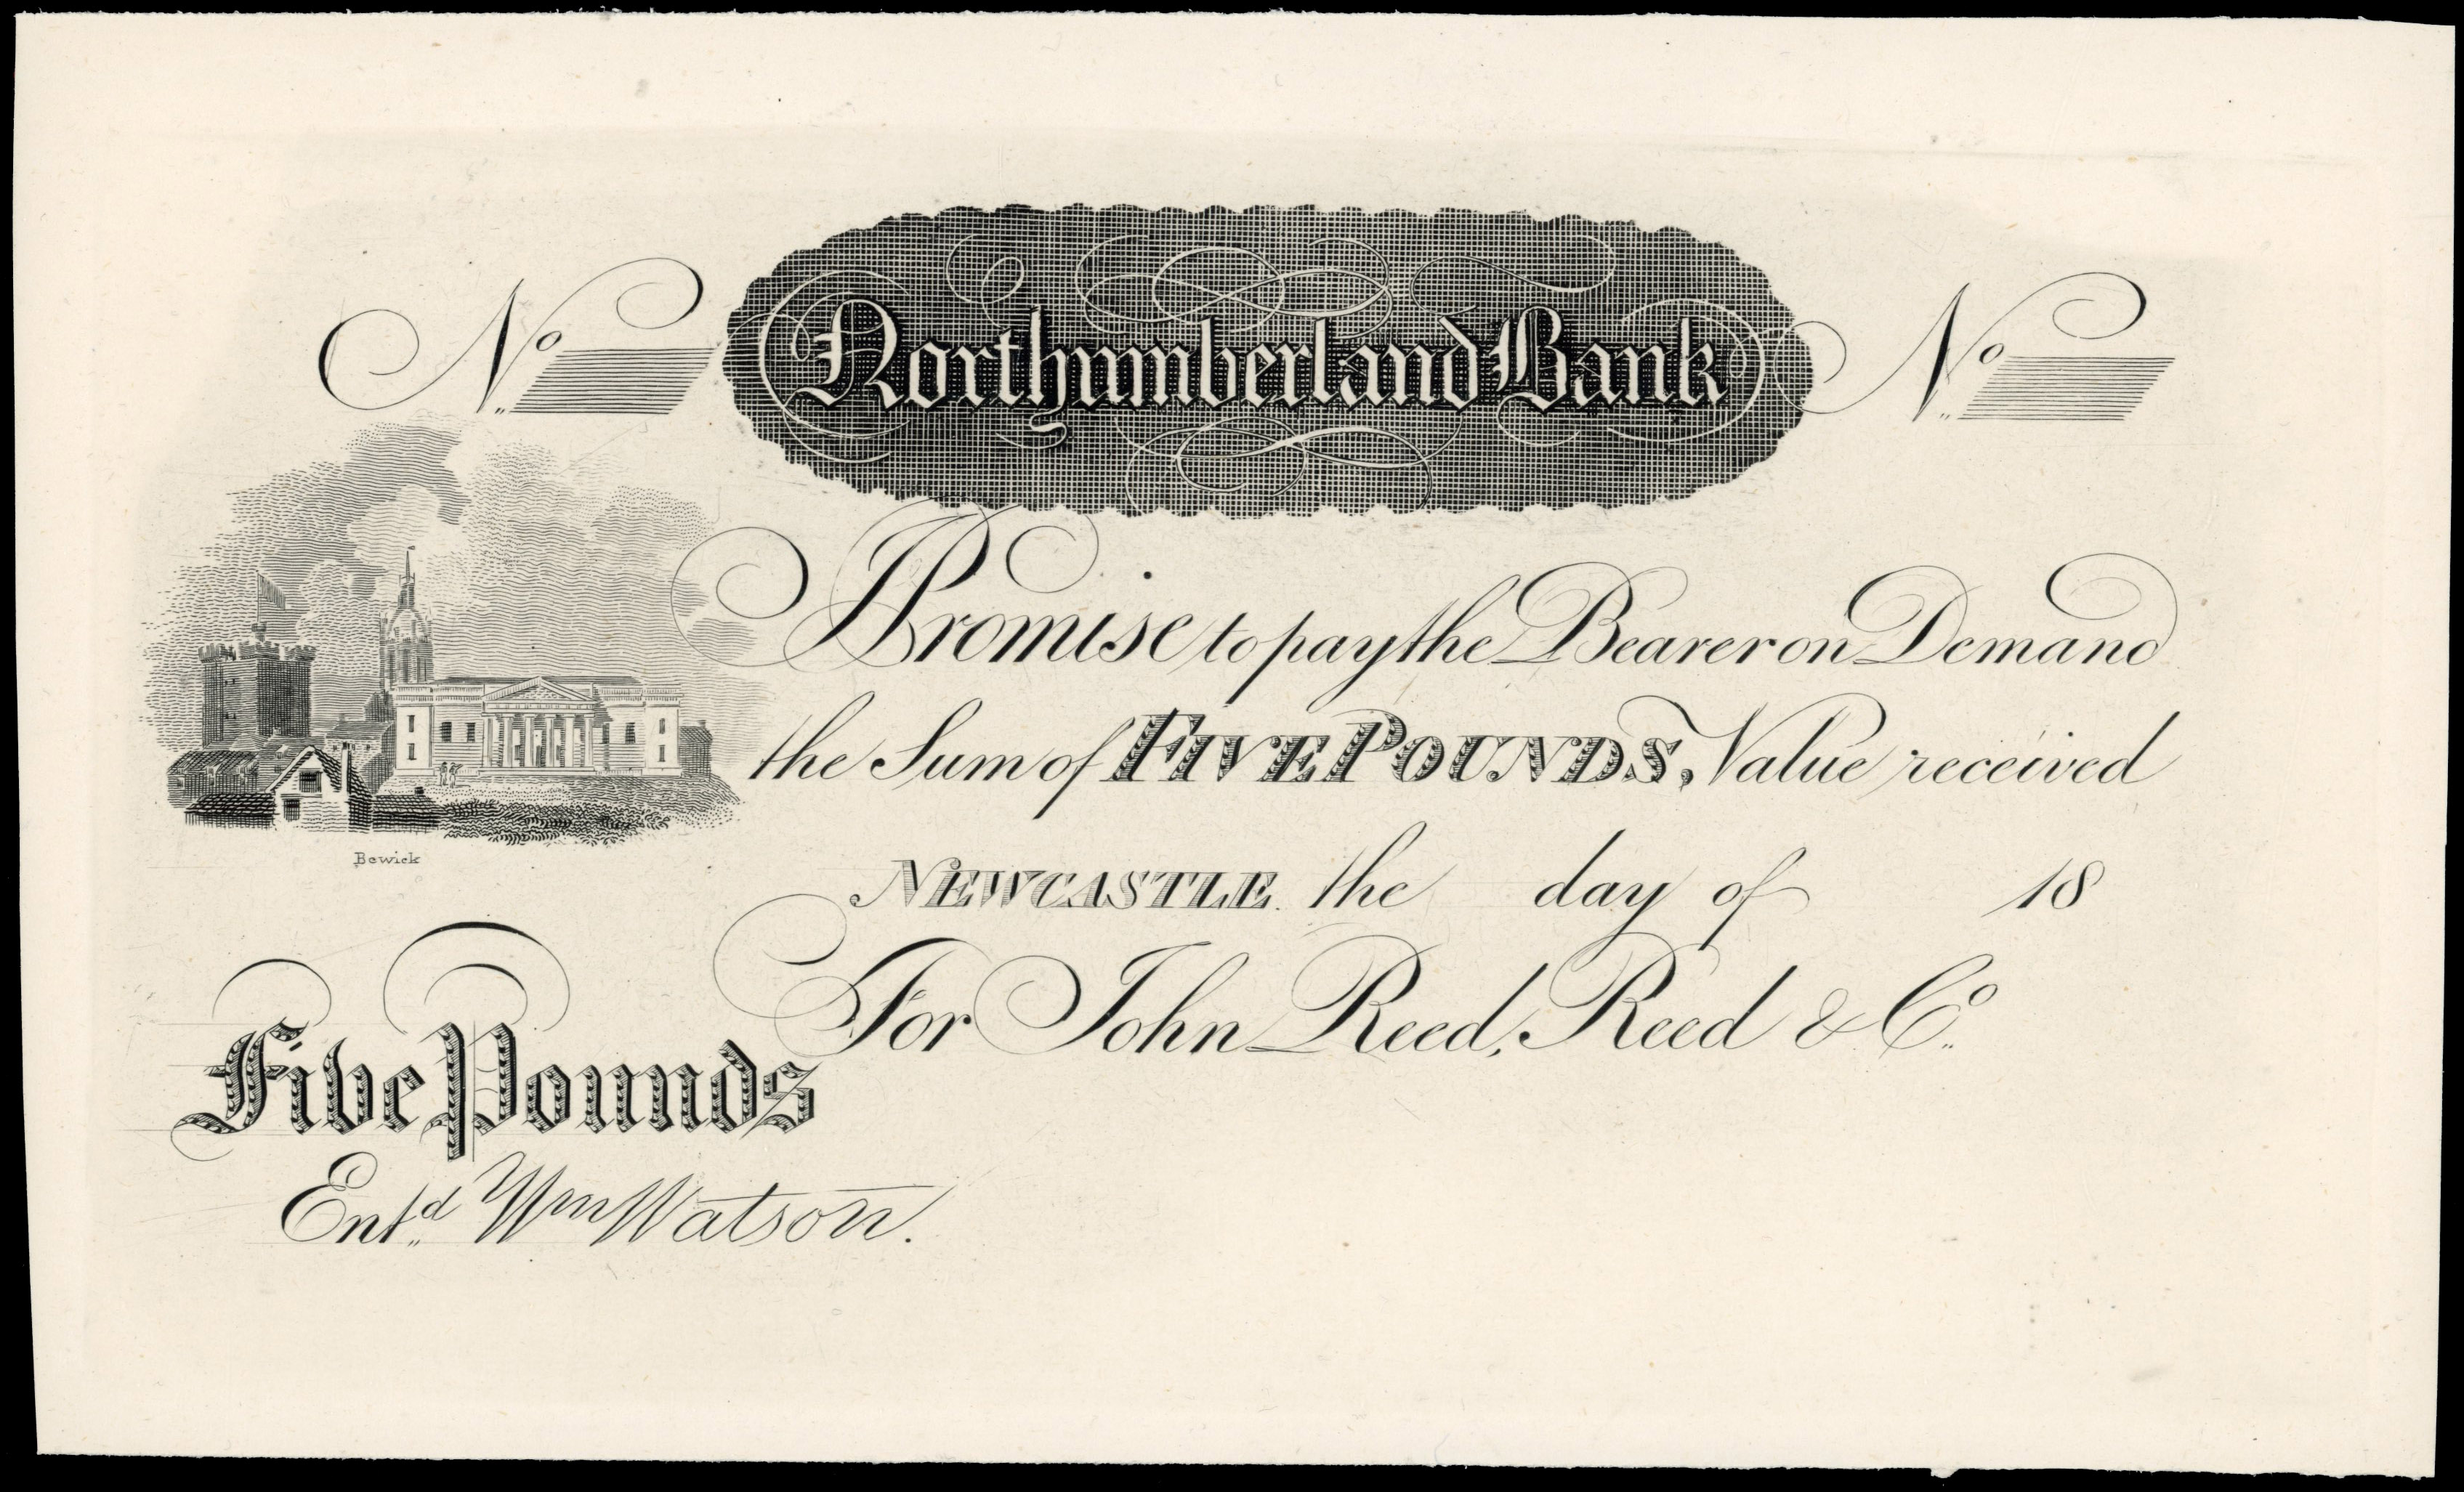 No Northumberland Bank No
I Promise to pay the Bearer on Demand
the Sum of FIVE POUNDS, Value received
Bewick
NEWCASTLE the day of 18
For John Reed, Reed & Co.
Five Pounds
Entd. Wm Watson.